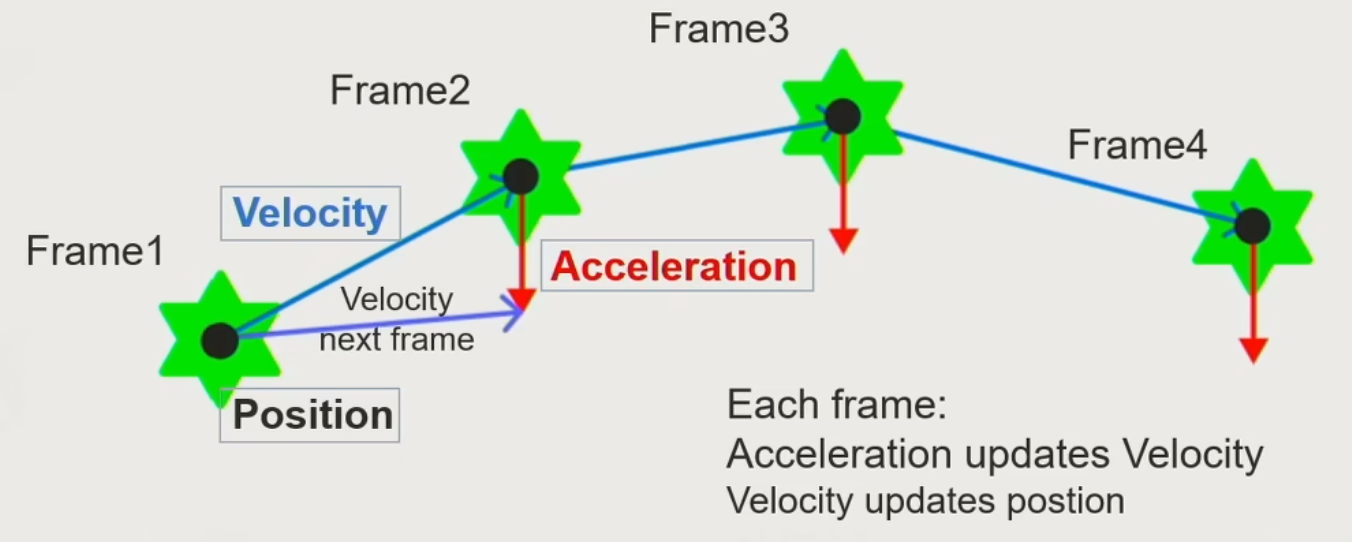 Frame3
Frame2
Frame4
Velocity
Frame1
Acceleration
Velocity
next frame
Position
Each frame:
Acceleration updates Velocity
Velocity updates postion